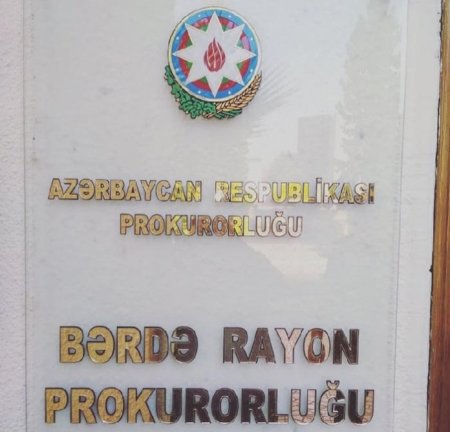 AZƏRBAYCAN RESPUBLİKASI
PROKURORLUĞU
BƏRDƏ RAYON
PROKURORLUĞU